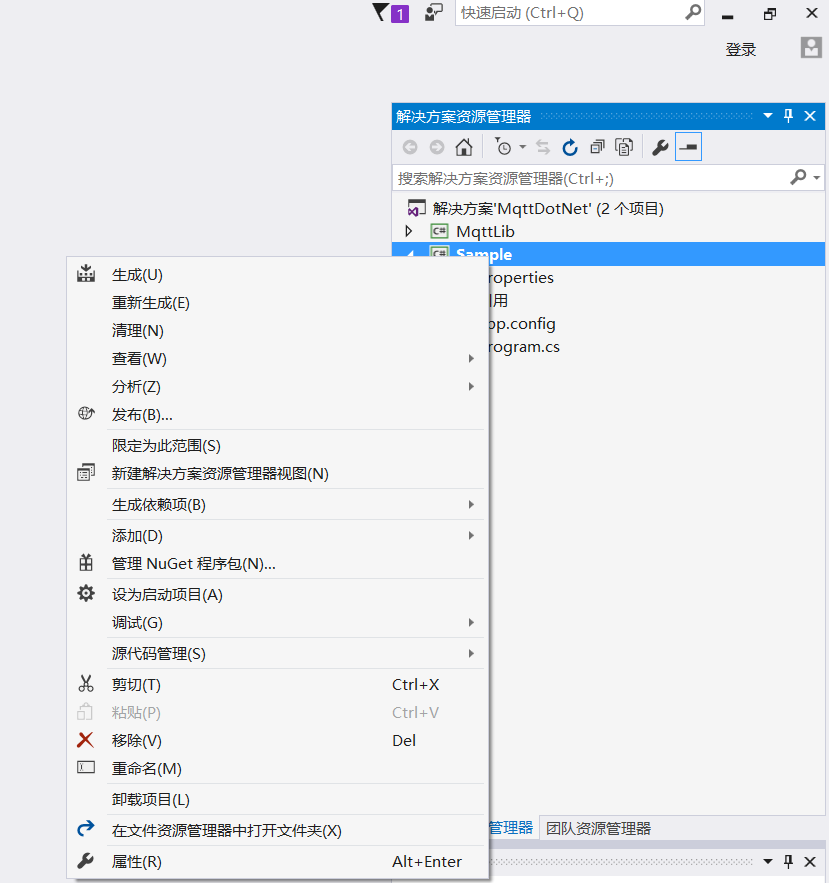 1
快速启动 (Ctrl+Q)
登录
解决方案资源管理器
搜索解决方案资源管理器(Ctrl+;)
解决方案'MqttDotNet' (2 个项目)
C# MqttLib
C# Sample
roperties
用
pp.config
rogram.cs
生成(U)
重新生成(E)
清理(N)
查看(W)
分析(Z)
发布(B)...
限定为此范围(S)
新建解决方案资源管理器视图(N)
生成依赖项(B)
添加(D)
管理 NuGet 程序包(N)...
设为启动项目(A)
调试(G)
源代码管理(S)
剪切(T) Ctrl+X
粘贴(P) Ctrl+V
移除(V) Del
重命名(M)
卸载项目(L)
在文件资源管理器中打开文件夹(X)
属性(R) Alt+Enter
管理器 团队资源管理器